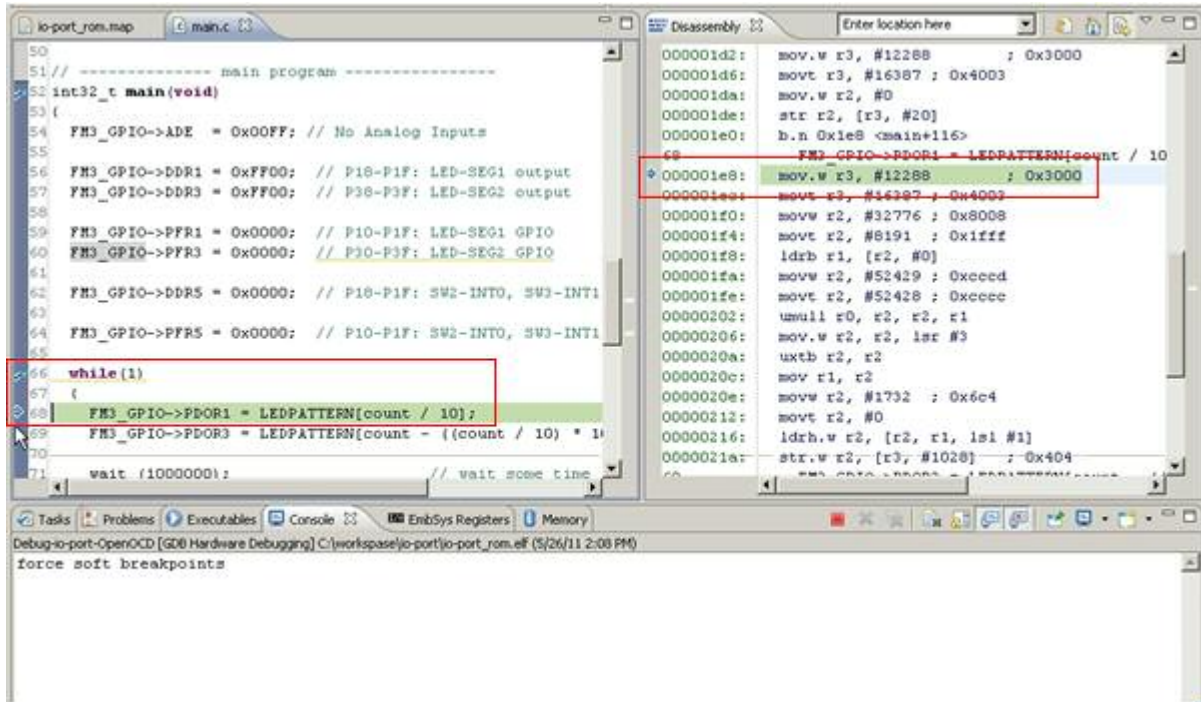 io-port_rom.map
main.c
50
51 // -------------- main program -----------------
52 int32_t main(void)
53 {
54 FM3_GPIO->ADE = 0x00FF; // No Analog Inputs
55
56 FM3_GPIO->DDR1 = 0xFF00; // P18-P1F: LED-SEG1 output
57 FM3_GPIO->DDR3 = 0xFF00; // P38-P3F: LED-SEG2 output
58
59 FM3_GPIO->PFR1 = 0x0000; // P10-P1F: LED-SEG1 GPIO
60 FM3_GPIO->PFR3 = 0x0000; // P30-P3F: LED-SEG2 GPIO
61
62 FM3_GPIO->DDR5 = 0x0000; // P18-P1F: SW2-INT0, SW3-INT1
63
64 FM3_GPIO->PFR5 = 0x0000; // P10-P1F: SW2-INT0, SW3-INT1
65
66 while(1)
67 {
68 FM3_GPIO->PDOR1 = LEDPATTERN[count / 10];
69 FM3_GPIO->PDOR3 = LEDPATTERN[count - ((count / 10) * 10
70
71 wait (1000000); // wait some time
Disassembly
Enter location here
000001d2: mov.w r3, #12288 ; 0x3000
000001d6: movt r3, #16387 ; 0x4003
000001da: mov.w r2, #0
000001de: str r2, [r3, #20]
000001e0: b.n 0x1e8 <main+116>
68 FM3_GPIO->PDOR1 = LEDPATTERN[count / 10
000001e8: mov.w r3, #12288 ; 0x3000
000001ec: movt r3, #16387 ; 0x4003
000001f0: movw r2, #32776 ; 0x8008
000001f4: movt r2, #8191 ; 0x1fff
000001f8: ldrb r1, [r2, #0]
000001fa: movw r2, #52429 ; 0xcccd
000001fe: movt r2, #52428 ; 0xcccc
00000202: umull r0, r2, r2, r1
00000206: mov.w r2, r2, lsr #3
0000020a: uxtb r2, r2
0000020c: mov r1, r2
0000020e: movw r2, #1732 ; 0x6c4
00000212: movt r2, #0
00000216: ldrh.w r2, [r2, r1, lsl #1]
0000021a: str.w r2, [r3, #1028] ; 0x404
Tasks Problems Executables Console EmbSys Registers Memory
Debug-io-port-OpenOCD [GDB Hardware Debugging] C:\workspase\io-port\io-port_rom.elf (5/26/11 2:08 PM)
force soft breakpoints